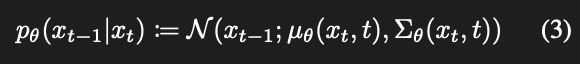 pθ(xt−1|xt) := N(xt−1; μθ(xt, t), Σθ(xt, t)) (3)